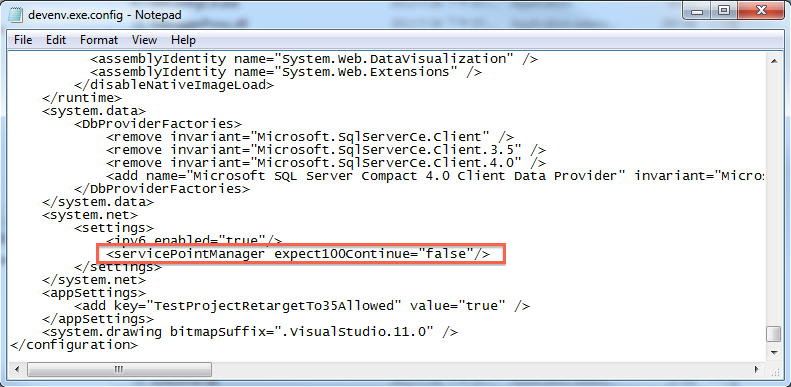 devenv.exe.config - Notepad
File Edit Format View Help
<assemblyIdentity name="System.Web.DataVisualization" />
<assemblyIdentity name="System.Web.Extensions" />
</disableNativeImageLoad>
</runtime>
<system.data>
<DbProviderFactories>
<remove invariant="Microsoft.SqlServerCe.Client" />
<remove invariant="Microsoft.SqlServerCe.Client.3.5" />
<remove invariant="Microsoft.SqlServerCe.Client.4.0" />
<add name="Microsoft SQL Server Compact 4.0 Client Data Provider" invariant="Micros
</DbProviderFactories>
</system.data>
<system.net>
<settings>
<ipv6 enabled="true"/>
<servicePointManager expect100Continue="false"/>
</settings>
</system.net>
<appSettings>
<add key="TestProjectRetargetTo35Allowed" value="true" />
</appSettings>
<system.drawing bitmapSuffix=".VisualStudio.11.0" />
</configuration>